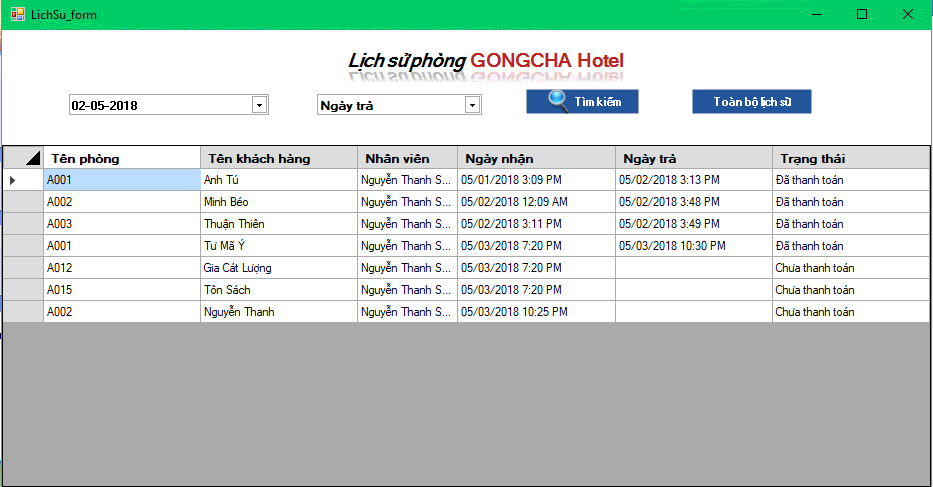 LichSu_form
Lịch sử phòng GONGCHA Hotel
02-05-2018 Ngày trả Tìm kiếm Toàn bộ lịch sử
Tên phòng Tên khách hàng Nhân viên Ngày nhận Ngày trả Trạng thái
A001 Anh Tú Nguyễn Thanh S... 05/01/2018 3:09 PM 05/02/2018 3:13 PM Đã thanh toán
A002 Minh Béo Nguyễn Thanh S... 05/02/2018 12:09 AM 05/02/2018 3:48 PM Đã thanh toán
A003 Thuận Thiên Nguyễn Thanh S... 05/02/2018 3:11 PM 05/02/2018 3:49 PM Đã thanh toán
A001 Tư Mã Ý Nguyễn Thanh S... 05/03/2018 7:20 PM 05/03/2018 10:30 PM Đã thanh toán
A012 Gia Cát Lượng Nguyễn Thanh S... 05/03/2018 7:20 PM Chưa thanh toán
A015 Tôn Sách Nguyễn Thanh S... 05/03/2018 7:20 PM Chưa thanh toán
A002 Nguyễn Thanh Nguyễn Thanh S... 05/03/2018 10:25 PM Chưa thanh toán